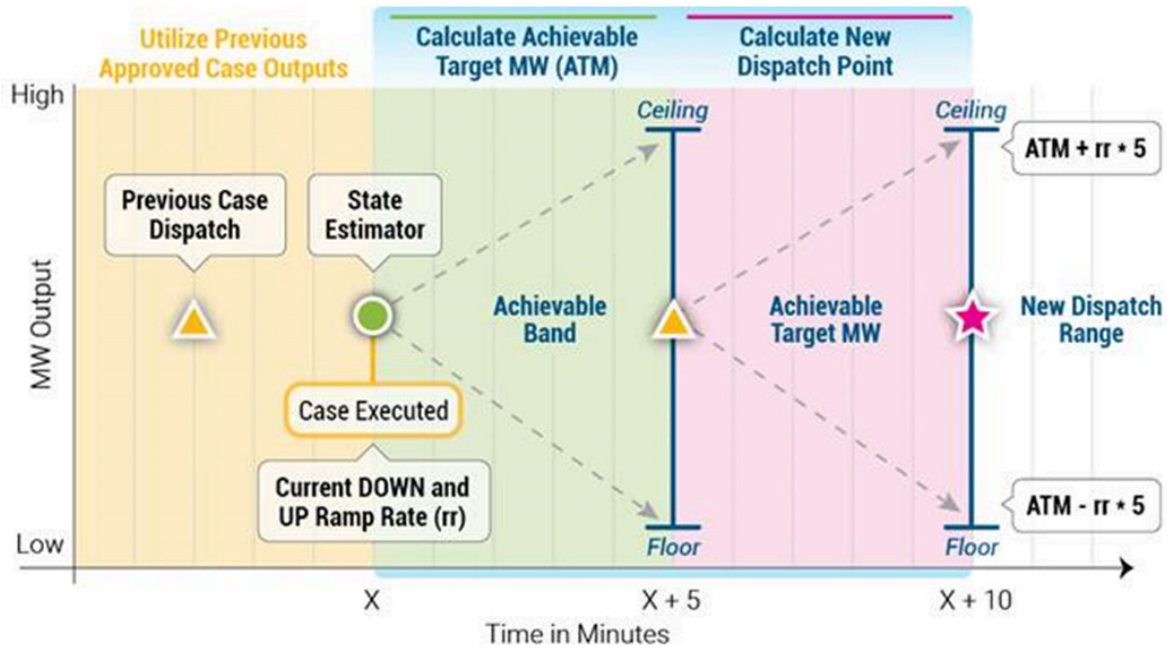 Utilize Previous
Approved Case Outputs
Calculate Achievable
Target MW (ATM)
Calculate New
Dispatch Point
High
Ceiling
Ceiling
ATM + rr * 5
Previous Case
Dispatch
State
Estimator
MW Output
Achievable
Band
Achievable
Target MW
New Dispatch
Range
Case Executed
Current DOWN and
UP Ramp Rate (rr)
ATM - rr * 5
Low
Floor
Floor
X
X + 5
X + 10
Time in Minutes